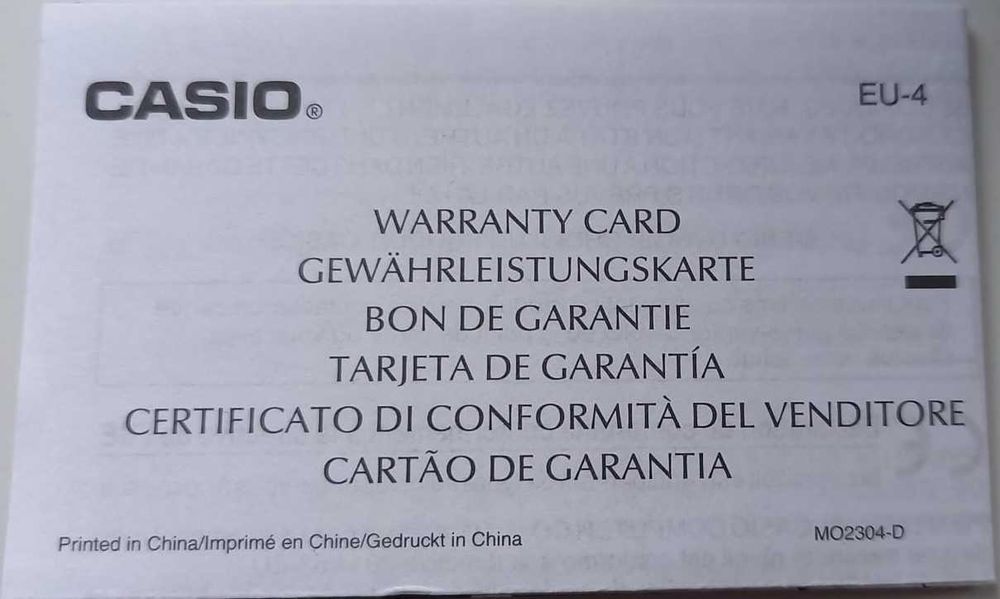 CASIO®
EU-4
WARRANTY CARD
GEWÄHRLEISTUNGSKARTE
BON DE GARANTIE
TARJETA DE GARANTÍA
CERTIFICATO DI CONFORMITÀ DEL VENDITORE
CARTÃO DE GARANTIA
Printed in China/Imprimé en Chine/Gedruckt in China
MO2304-D